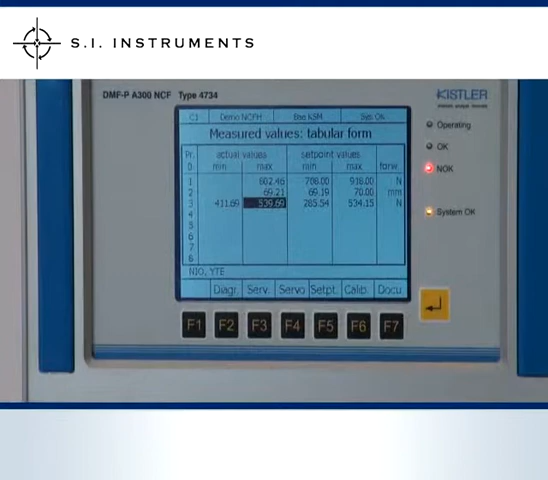 S.I. INSTRUMENTS
DMF-P A300 NCF Type 4734
KISTLER
C1 Demo NCFH Bsp KSM Sys OK
Measured values: tabular form
Pr. actual values setpoint values
0 min max min max forw.
1 602.46 768.00 918.00 N
2 69.21 69.19 70.00 mm
3 -411.69 539.69 285.54 534.15 N
4
5
6
7
8
NIO, YTE
Diagr. Serv. Servo Setpt. Calib. Docu
F1 F2 F3 F4 F5 F6 F7
Operating
OK
NOK
System OK